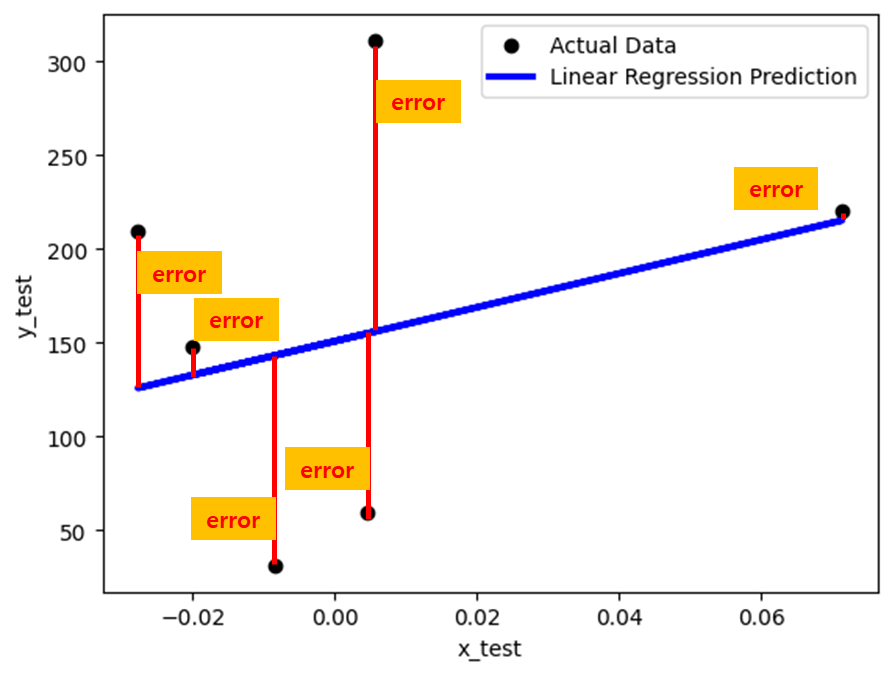 Actual Data
Linear Regression Prediction
300
250
200
150
100
50
y_test
error
error
error
error
error
error
−0.02
0.00
0.02
0.04
0.06
x_test